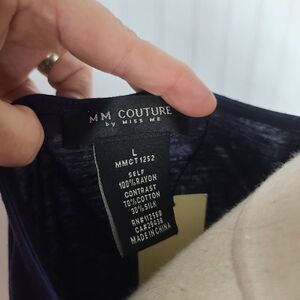 MM COUTURE
by MISS ME
L
MMCT1252
SELF
100%RAYON
CONTRAST
70%COTTON
30%SILK
RN#112568
CA#29436
MADE IN CHINA